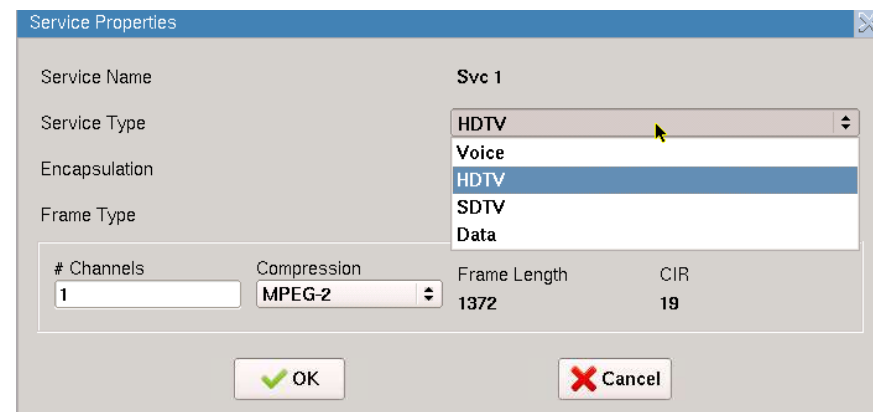 Service Properties
Service Name Svc 1
Service Type HDTV
Voice
Encapsulation HDTV
Frame Type SDTV
Data
# Channels Compression Frame Length CIR
1 MPEG-2 1372 19
OK Cancel